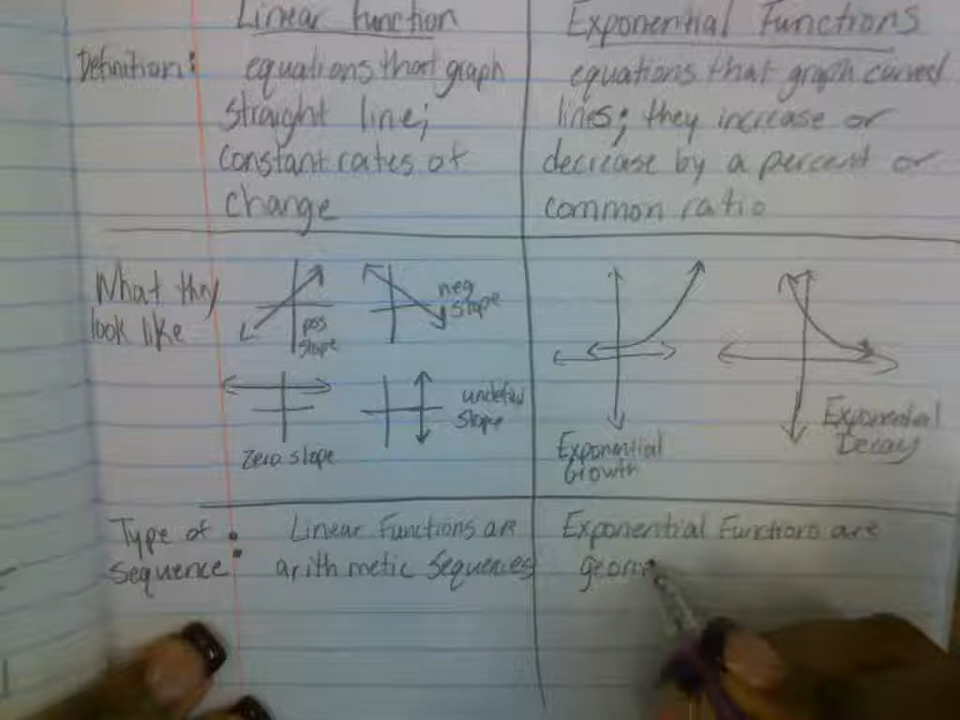 Linear function
Exponential Functions
Definition:
equations that graph
straight line;
constant rates of
change
equations that graph curved
lines; they increase or
decrease by a percent or
common ratio
What they
look like
pos
slope
neg
slope
zero slope
slope
Exponential
Growth
Exponential
Decay
Type of :
Sequence:
Linear Functions are
arithmetic sequences
Exponential Functions are
geom